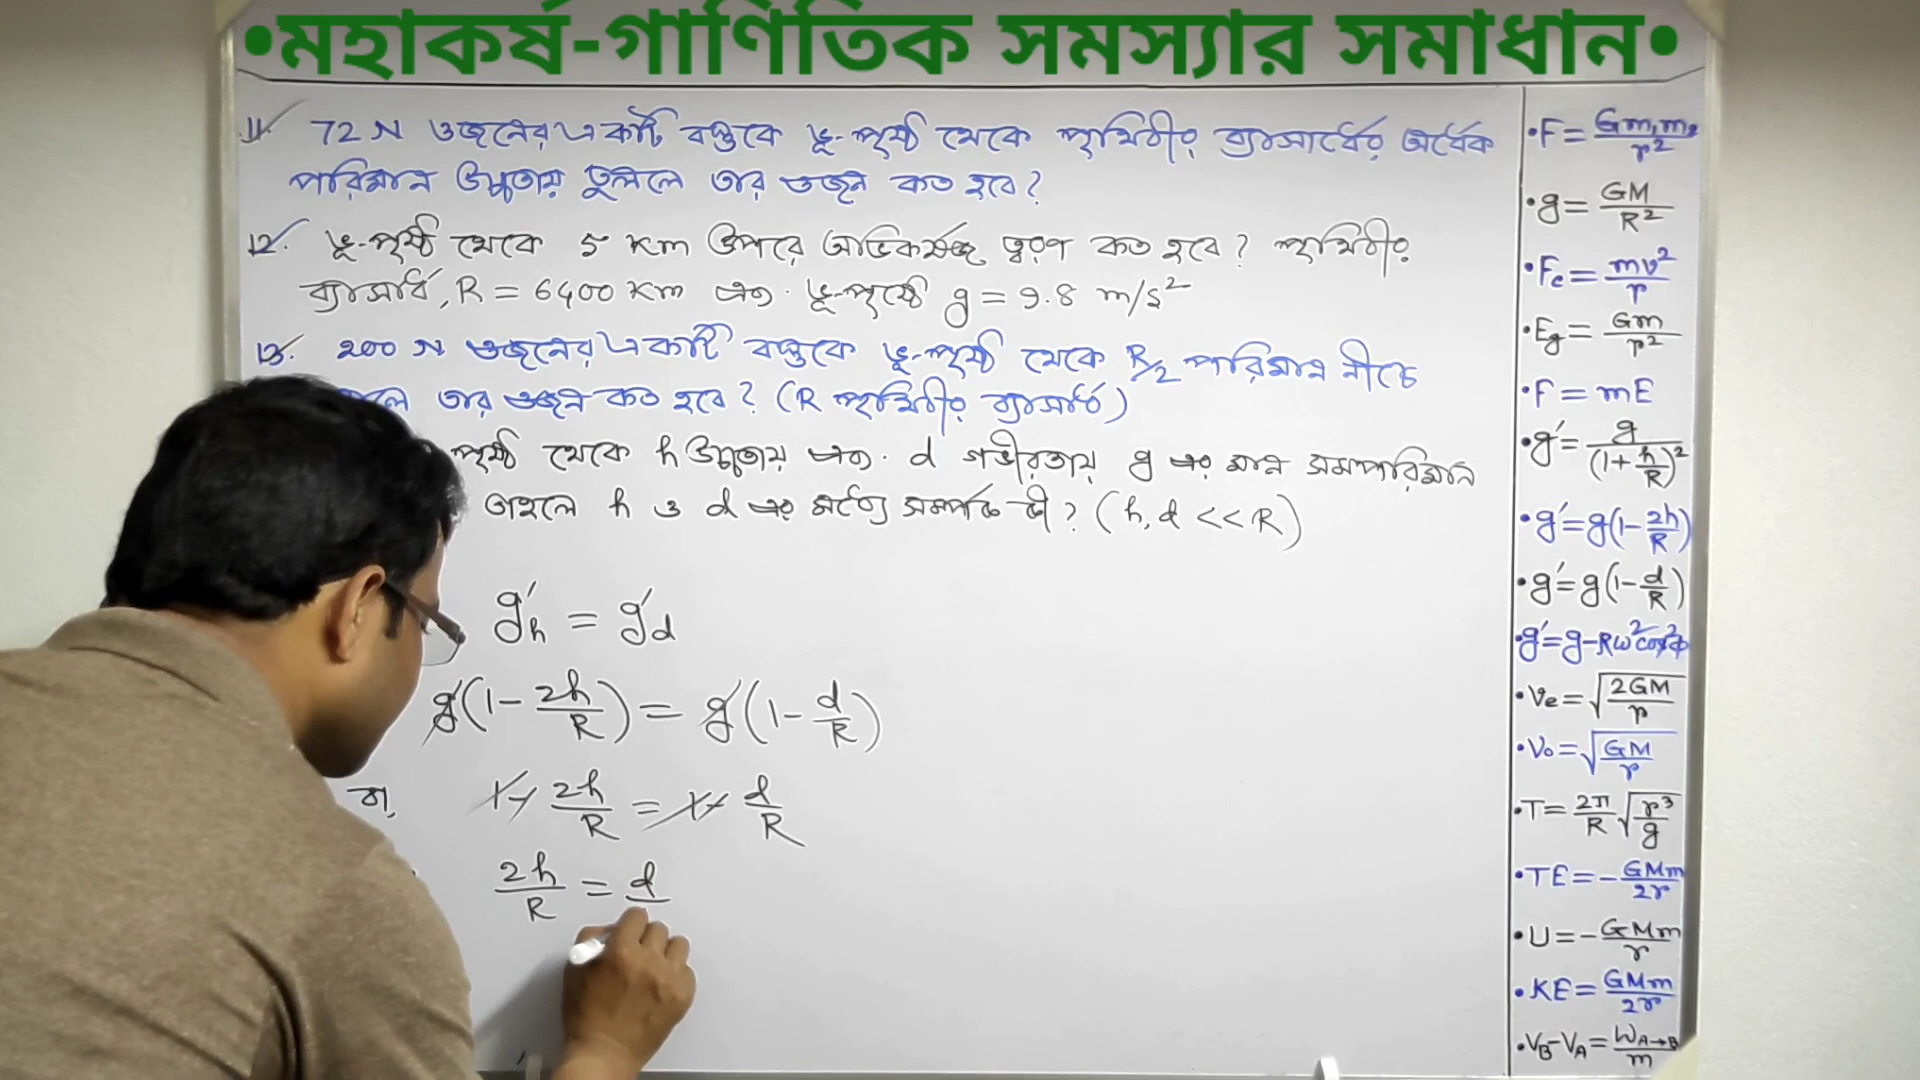 •মহাকর্ষ-গাণিতিক সমস্যার সমাধান•
11. 72 N ওজনের একটি বস্তুকে ভূ-পৃষ্ঠ থেকে পৃথিবীর ব্যাসার্ধের অর্ধেক
পরিমান উচ্চতায় তুললে তার ওজন কত হবে?
12. ভূ-পৃষ্ঠ থেকে 5 km উপরে অভিকর্ষজ ত্বরণ কত হবে? পৃথিবীর
ব্যাসার্ধ, R = 6400 km এবং ভূ-পৃষ্ঠে g = 9.8 m/s²
13. 200 N ওজনের একটি বস্তুকে ভূ-পৃষ্ঠ থেকে R/2 পরিমান নীচে
তার ওজন কত হবে? (R পৃথিবীর ব্যাসার্ধ)
পৃষ্ঠ থেকে h উচ্চতায় এবং d গভীরতায় g এর মান সমপরিমান
তাহলে h ও d এর মধ্যে সম্পর্ক কী? (h, d << R)
g'h = g'd
g(1 - 2h/R) = g(1 - d/R)
বা, 1 - 2h/R = 1 - d/R
2h/R = d
•F = Gm₁m₂/r²
•g = GM/R²
•Fc = mv²/r
•Eg = Gm/r²
•F = mE
•g' = g/(1+h/R)²
•g' = g(1-2h/R)
•g' = g(1-d/R)
•g' = g-Rω²cos²Φ
•Ve = √(2GM/r)
•Vo = √(GM/r)
•T = 2π/R √(r³/g)
•TE = -GMm/2r
•U = -GMm/r
•KE = GMm/2r
•VB-VA = WA→B/m